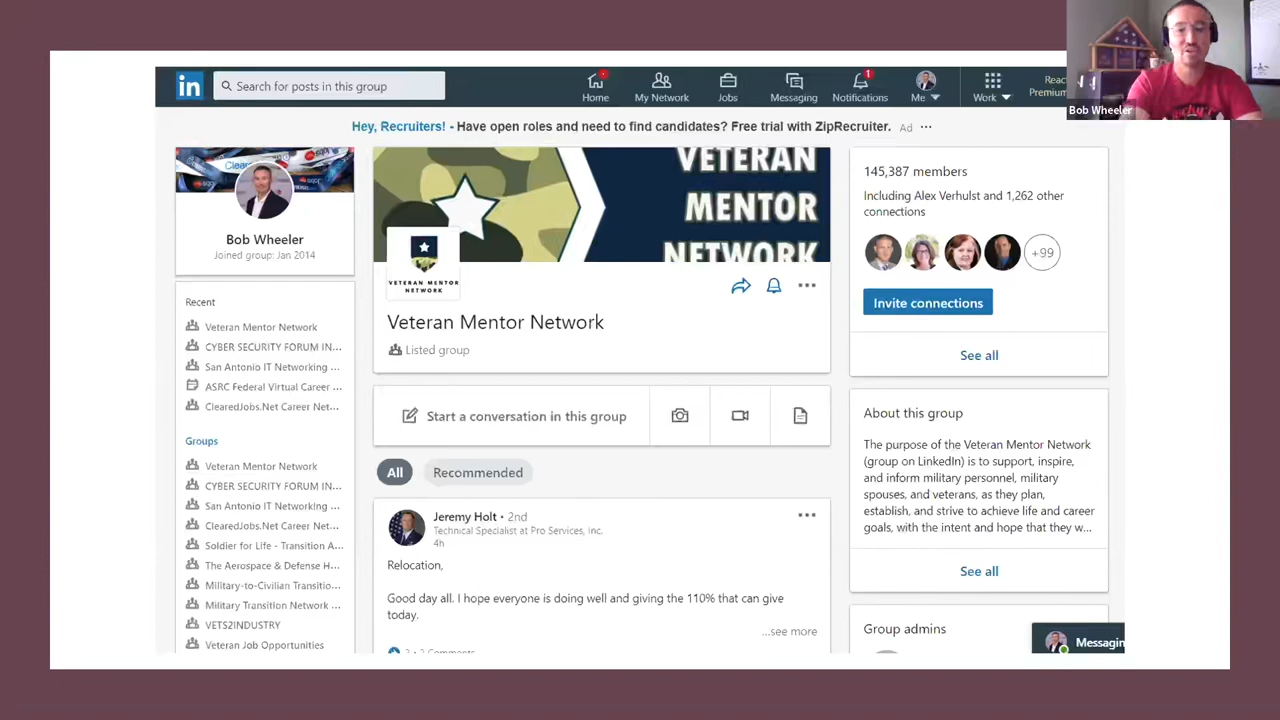 in
Search for posts in this group
Home
My Network
Jobs
Messaging
1
Notifications
Me
Work
Premium
Bob Wheeler
Hey, Recruiters! - Have open roles and need to find candidates? Free trial with ZipRecruiter. Ad ...
Bob Wheeler
Joined group: Jan 2014
Recent
Veteran Mentor Network
CYBER SECURITY FORUM IN...
San Antonio IT Networking ...
ASRC Federal Virtual Career ...
ClearedJobs.Net Career Net...
Groups
Veteran Mentor Network
CYBER SECURITY FORUM IN...
San Antonio IT Networking ...
ClearedJobs.Net Career Net...
Soldier for Life - Transition A...
The Aerospace & Defense H...
Military-to-Civilian Transitio...
Military Transition Network ...
VETS2INDUSTRY
Veteran Job Opportunities
VETERAN
MENTOR
NETWORK
VETERAN MENTOR
NETWORK
Veteran Mentor Network
Listed group
Start a conversation in this group
All
Recommended
Jeremy Holt • 2nd
Technical Specialist at Pro Services, Inc.
4h
Relocation,
Good day all. I hope everyone is doing well and giving the 110% that can give
today.
...see more
145,387 members
Including Alex Verhulst and 1,262 other
connections
+99
Invite connections
See all
About this group
The purpose of the Veteran Mentor Network
(group on LinkedIn) is to support, inspire,
and inform military personnel, military
spouses, and veterans, as they plan,
establish, and strive to achieve life and career
goals, with the intent and hope that they w...
See all
Group admins
Messagin